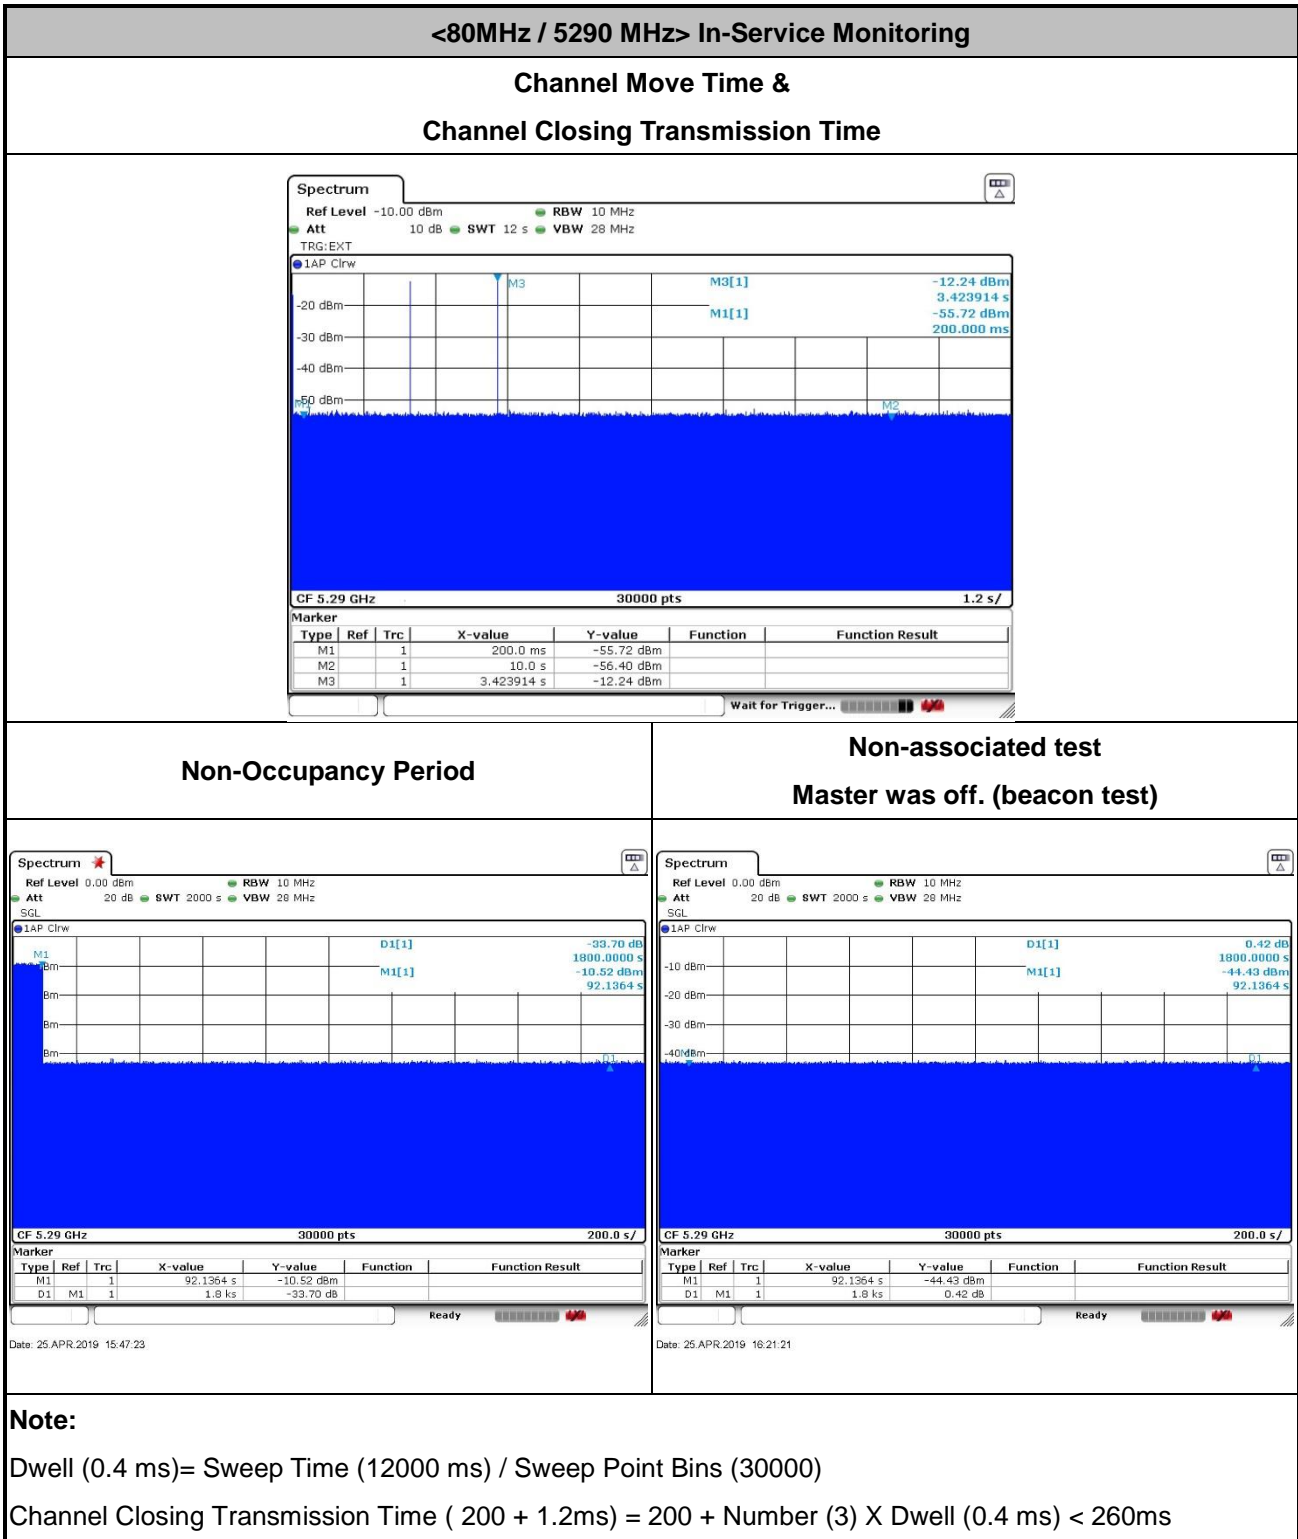 <80MHz / 5290 MHz> In-Service Monitoring
Channel Move Time &
Channel Closing Transmission Time
Spectrum
Ref Level -10.00 dBm RBW 10 MHz
Att 10 dB SWT 12 s VBW 28 MHz
TRG:EXT
1AP Clrw
M3 M3[1] -12.24 dBm
3.423914 s
-20 dBm
M1[1] -55.72 dBm
200.000 ms
-30 dBm
-40 dBm
-50 dBm
M1 M2
CF 5.29 GHz 30000 pts 1.2 s/
Marker
Type Ref Trc X-value Y-value Function Function Result
M1 1 200.0 ms -55.72 dBm
M2 1 10.0 s -56.40 dBm
M3 1 3.423914 s -12.24 dBm
Wait for Trigger...
Non-Occupancy Period
Non-associated test
Master was off. (beacon test)
Spectrum
Ref Level 0.00 dBm RBW 10 MHz
Att 20 dB SWT 2000 s VBW 28 MHz
SGL
1AP Clrw
D1[1] -33.70 dB
1800.0000 s
M1
Bm
M1[1] -10.52 dBm
92.1364 s
Bm
Bm
Bm
D1
CF 5.29 GHz 30000 pts 200.0 s/
Marker
Type Ref Trc X-value Y-value Function Function Result
M1 1 92.1364 s -10.52 dBm
D1 M1 1 1.8 ks -33.70 dB
Ready
Date: 25.APR.2019 15:47:23
Spectrum
Ref Level 0.00 dBm RBW 10 MHz
Att 20 dB SWT 2000 s VBW 28 MHz
SGL
1AP Clrw
D1[1] 0.42 dB
1800.0000 s
-10 dBm
M1[1] -44.43 dBm
92.1364 s
-20 dBm
-30 dBm
-40 dBm
M1 D1
CF 5.29 GHz 30000 pts 200.0 s/
Marker
Type Ref Trc X-value Y-value Function Function Result
M1 1 92.1364 s -44.43 dBm
D1 M1 1 1.8 ks 0.42 dB
Ready
Date: 25.APR.2019 16:21:21
Note:
Dwell (0.4 ms)= Sweep Time (12000 ms) / Sweep Point Bins (30000)
Channel Closing Transmission Time ( 200 + 1.2ms) = 200 + Number (3) X Dwell (0.4 ms) < 260ms